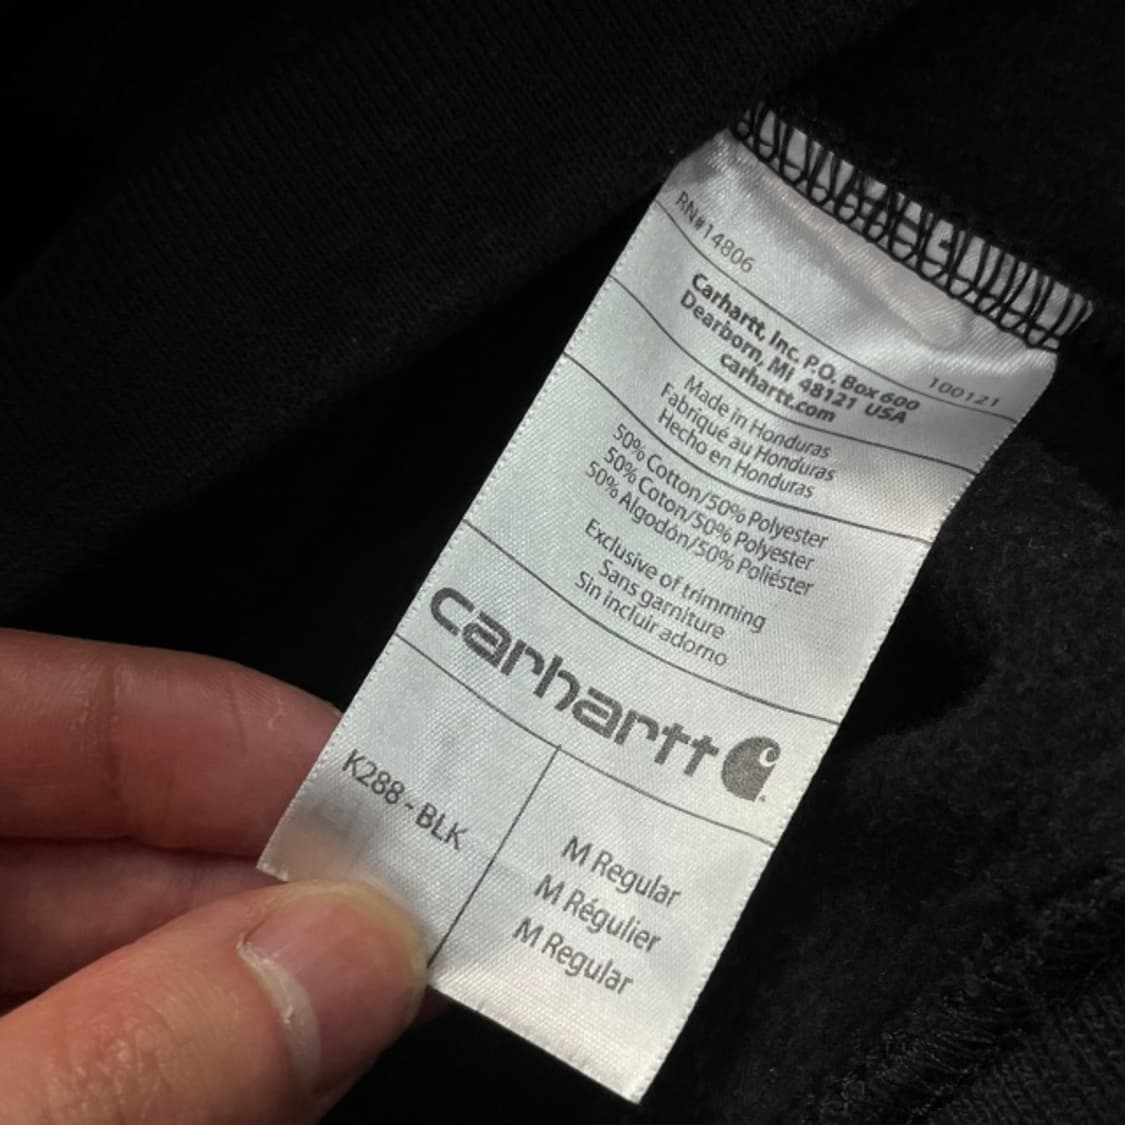 RN#14806
100121
Carhartt, Inc. P.O. Box 600
Dearborn, MI 48121 USA
carhartt.com
Made in Honduras
Fabriqué au Honduras
Hecho en Honduras
50% Cotton/50% Polyester
50% Coton/50% Polyester
50% Algodón/50% Poliéster
Exclusive of trimming
Sans garniture
Sin incluir adorno
carhartt
K288 - BLK
M Regular
M Régulier
M Regular